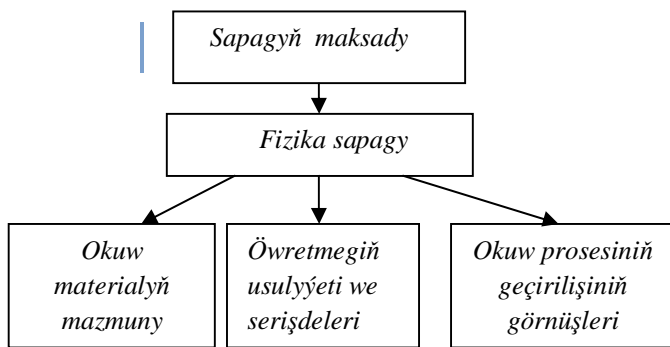 Sapagyň maksady
Fizika sapagy
Okuw
materialyň
mazmuny
Öwretmegiň
usulyýeti we
serişdeleri
Okuw prosesiniň
geçirilişiniň
görnüşleri